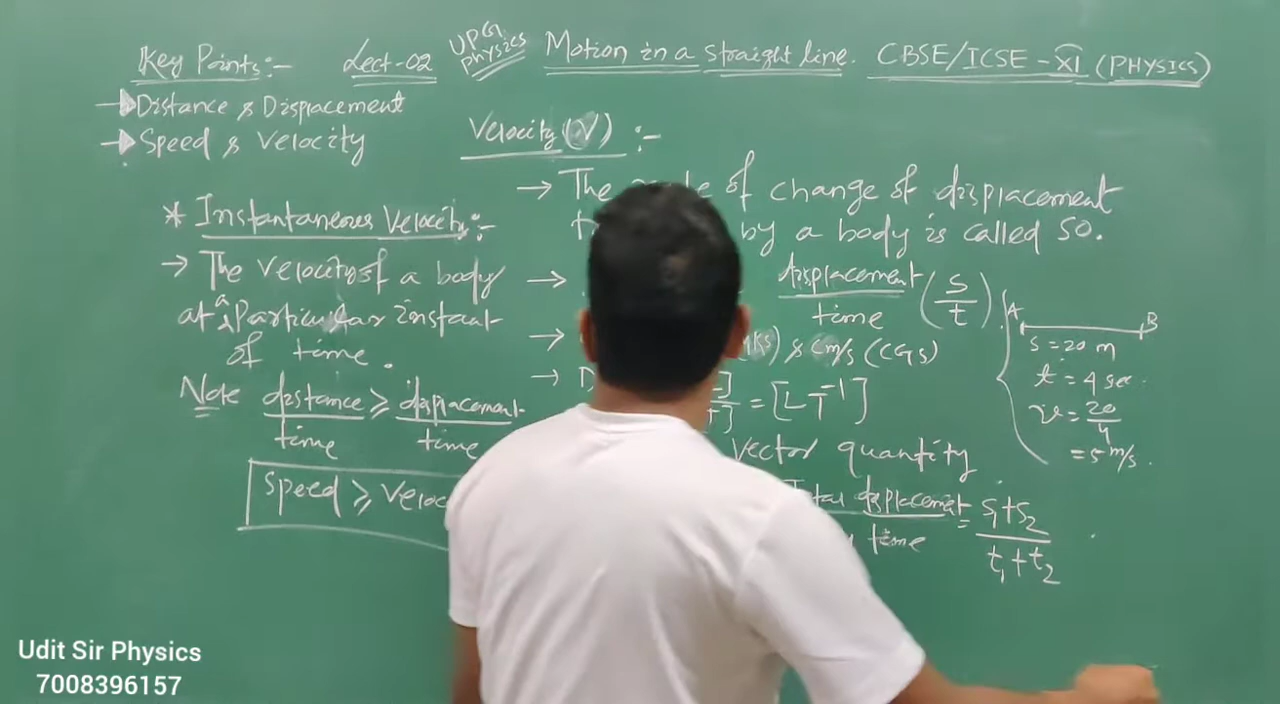 Key Points:- Lect-02 UPG Physics Motion in a straight line. CBSE/ICSE-XI (PHYSICS)
→ Distance & Displacement
→ Speed & Velocity
Velocity (V) :-
→ The of change of displacement
by a body is called so.
→ displacement/time (s/t)
& cm/s (CGS)
→ = [LT⁻¹]
vector quantity
displacement/time = s₁+s₂/t₁+t₂
A B
s = 20 m
t = 4 sec.
v = 20/4
= 5 m/s.
* Instantaneous Velocity:-
→ The velocity of a body
at a particular instant
of time.
Note distance/time ≥ displacement/time
Speed ≥
Udit Sir Physics
7008396157